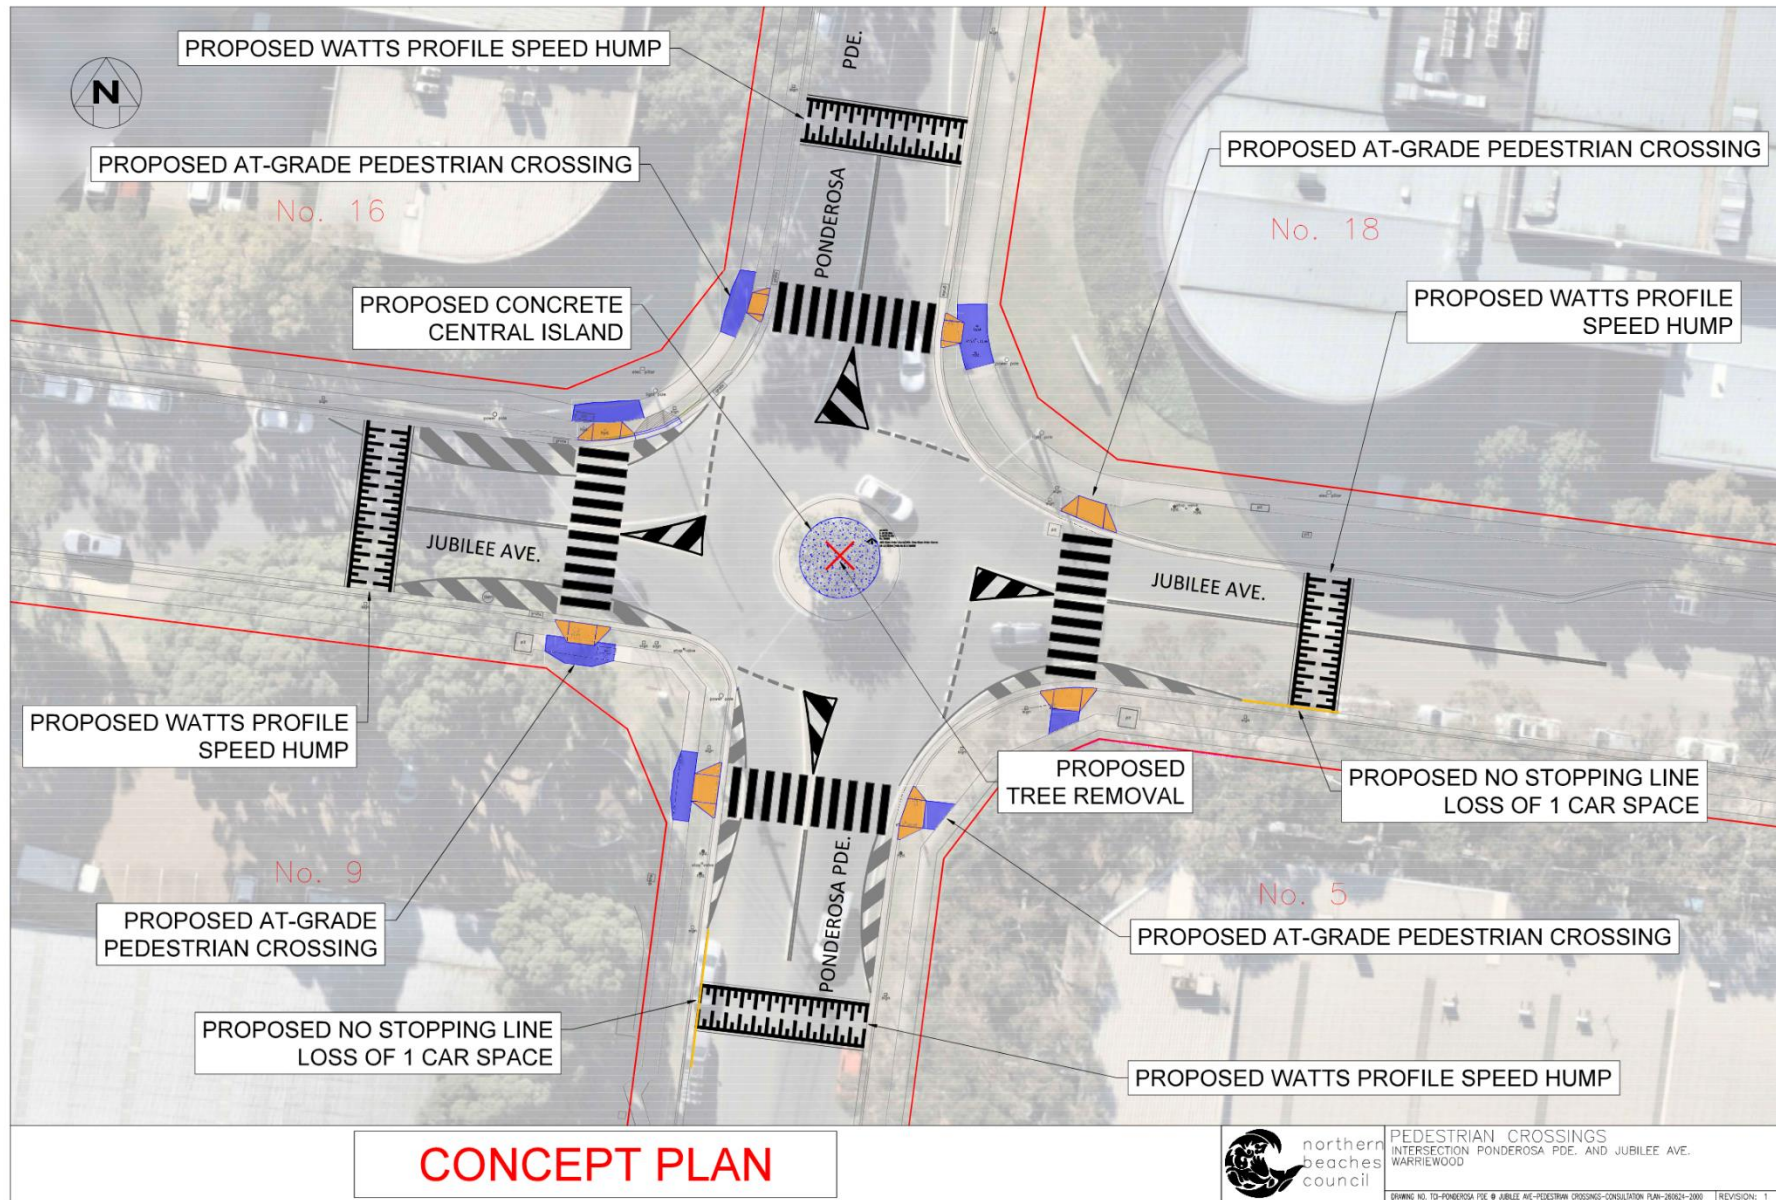 PROPOSED WATTS PROFILE SPEED HUMP
PDE.
N
PROPOSED AT-GRADE PEDESTRIAN CROSSING
PROPOSED AT-GRADE PEDESTRIAN CROSSING
No. 16
PONDEROSA
No. 18
PROPOSED CONCRETE
CENTRAL ISLAND
PROPOSED WATTS PROFILE
SPEED HUMP
JUBILEE AVE.
JUBILEE AVE.
PROPOSED WATTS PROFILE
SPEED HUMP
PROPOSED
TREE REMOVAL
PROPOSED NO STOPPING LINE
LOSS OF 1 CAR SPACE
No. 9
PONDEROSA PDE.
No. 5
PROPOSED AT-GRADE
PEDESTRIAN CROSSING
PROPOSED AT-GRADE PEDESTRIAN CROSSING
PROPOSED NO STOPPING LINE
LOSS OF 1 CAR SPACE
PROPOSED WATTS PROFILE SPEED HUMP
CONCEPT PLAN
northern
beaches
council
PEDESTRIAN CROSSINGS
INTERSECTION PONDEROSA PDE. AND JUBILEE AVE.
WARRIEWOOD
REVISION: 1